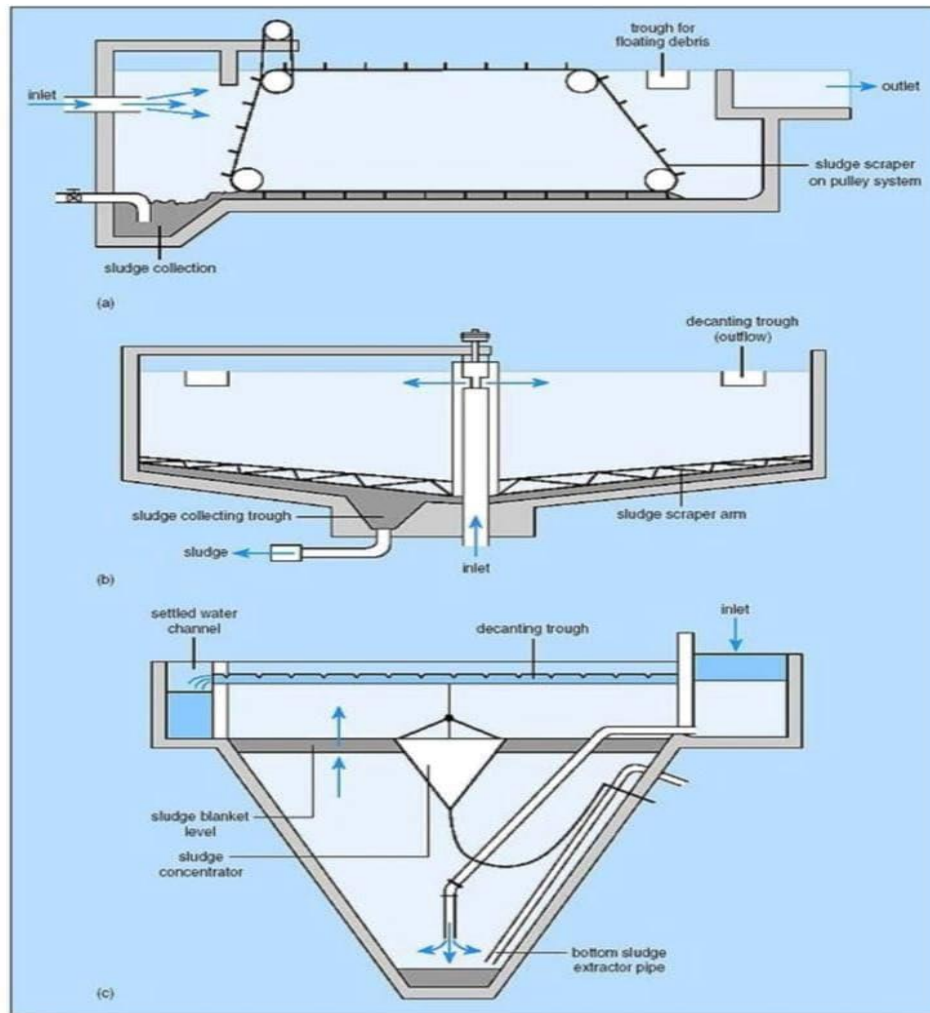 trough for
floating debris
inlet
outlet
sludge scraper
on pulley system
sludge collection
(a)
decanting trough
(outflow)
sludge collecting trough
sludge scraper arm
sludge
inlet
(b)
settled water
channel
decanting trough
inlet
sludge blanket
level
sludge
concentrator
bottom sludge
extractor pipe
(c)